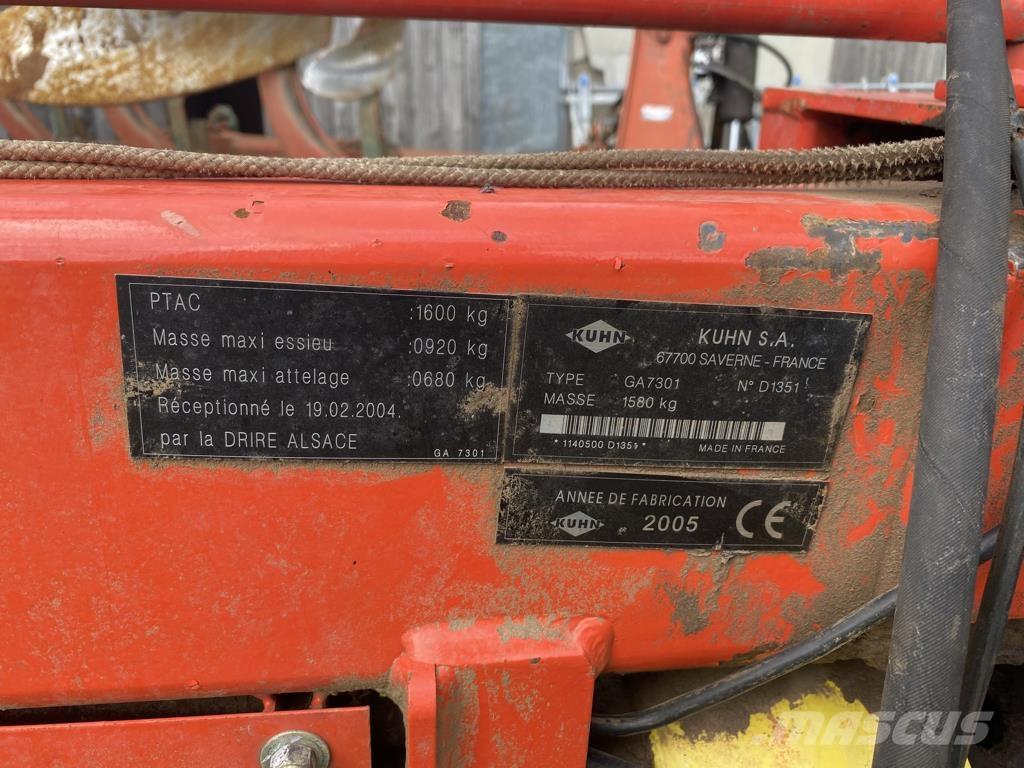 PTAC :1600 kg
Masse maxi essieu :0920 kg
Masse maxi attelage :0680 kg
Réceptionné le 19.02.2004.
par la DRIRE ALSACE
GA 7301
KUHN
KUHN S.A.
67700 SAVERNE - FRANCE
TYPE GA7301 N° D1351
MASSE 1580 kg
* 1140500
MADE IN FRANCE
ANNEE DE FABRICATION
KUHN 2005 CE
MASCUS